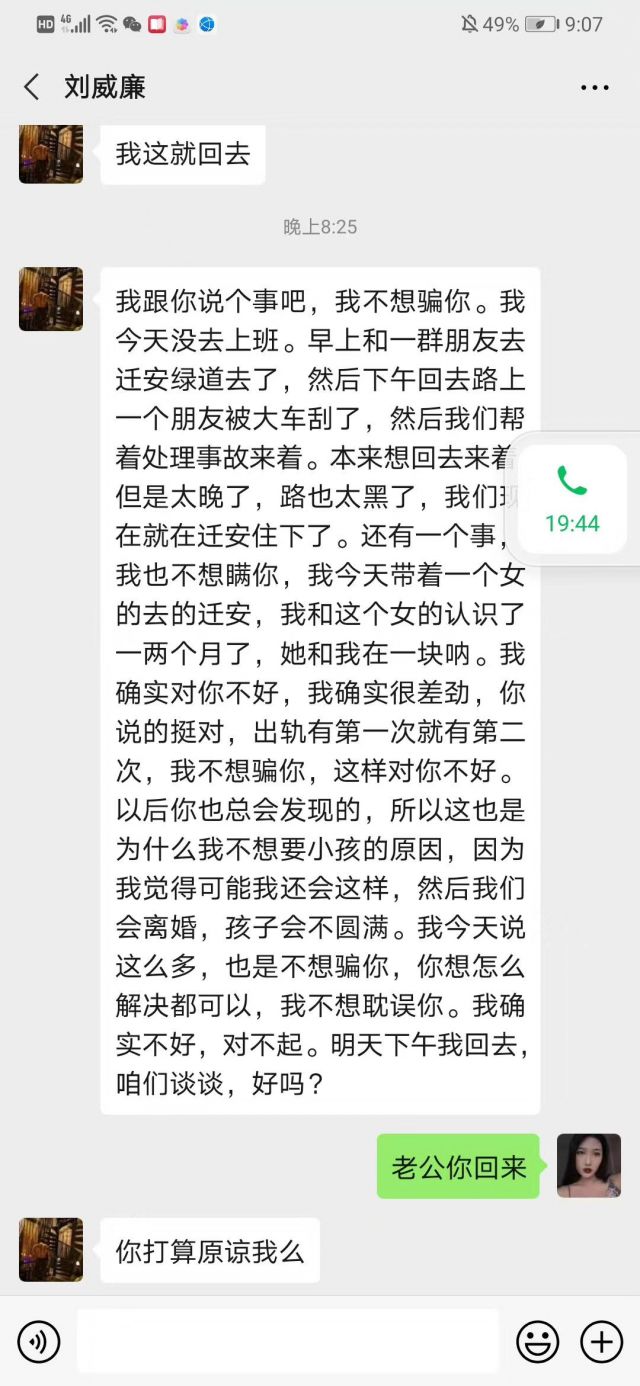 HD 4G 49% 9:07
刘威廉
我这就回去
晚上8:25
我跟你说个事吧，我不想骗你。我
今天没去上班。早上和一群朋友去
迁安绿道去了，然后下午回去路上
一个朋友被大车刮了，然后我们帮
着处理事故来着。本来想回去来着
但是太晚了，路也太黑了，我们现
在就在迁安住下了。还有一个事，
我也不想瞒你，我今天带着一个女
的去的迁安，我和这个女的认识了
一两个月了，她和我在一块呐。我
确实对你不好，我确实很差劲，你
说的挺对，出轨有第一次就有第二
次，我不想骗你，这样对你不好。
以后你也总会发现的，所以这也是
为什么我不想要小孩的原因，因为
我觉得可能我还会这样，然后我们
会离婚，孩子会不圆满。我今天说
这么多，也是不想骗你，你想怎么
解决都可以，我不想耽误你。我确
实不好，对不起。明天下午我回去，
咱们谈谈，好吗？
19:44
老公你回来
你打算原谅我么